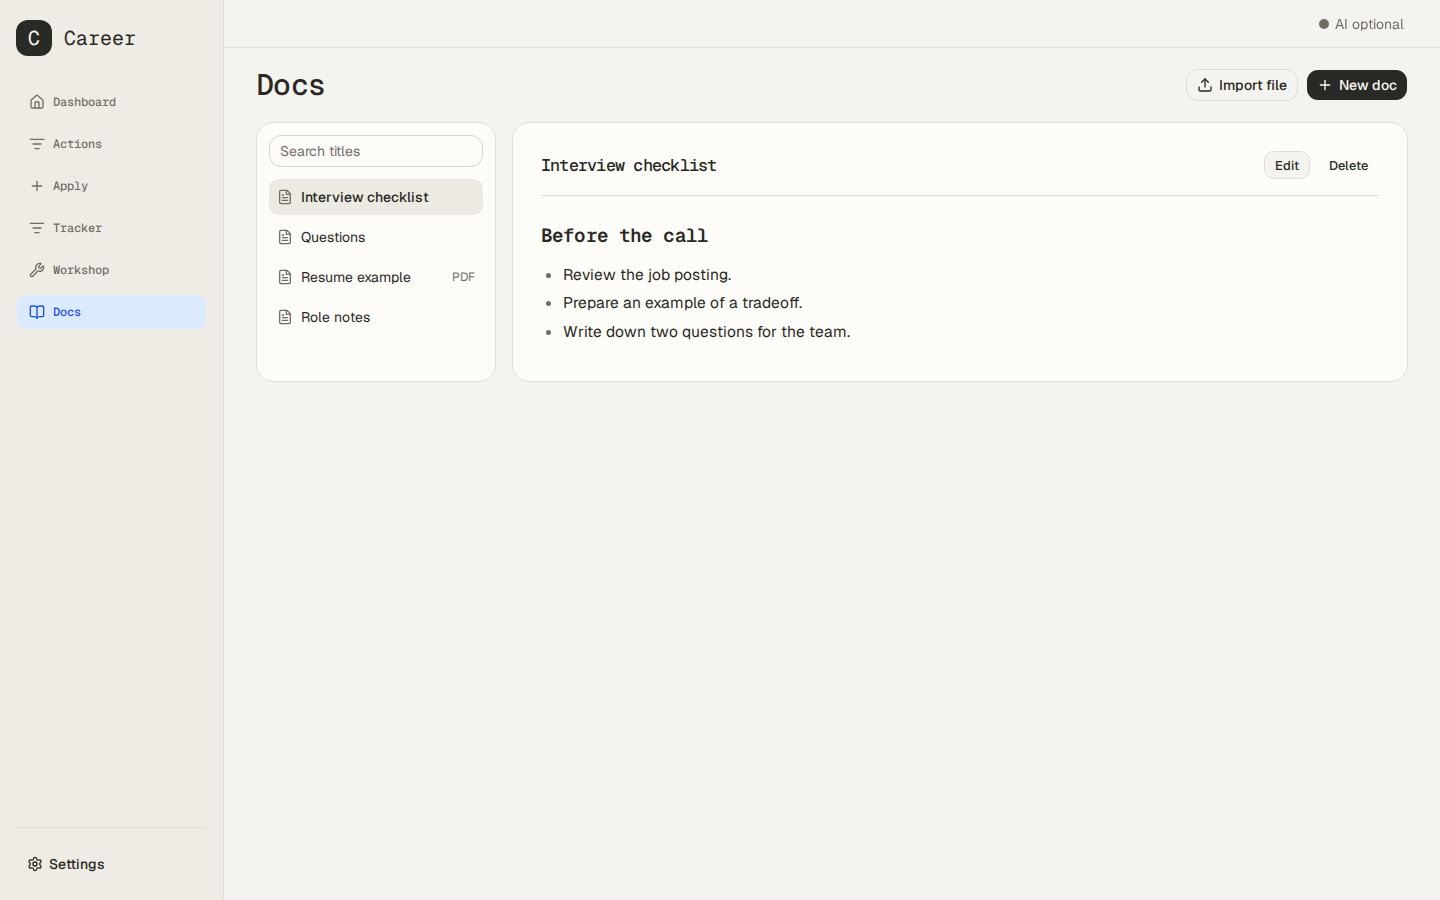 C Career
AI optional
Dashboard
Actions
Apply
Tracker
Workshop
Docs
Settings
Docs
Import file
New doc
Search titles
Interview checklist
Questions
Resume example PDF
Role notes
Interview checklist
Edit
Delete
Before the call
• Review the job posting.
• Prepare an example of a tradeoff.
• Write down two questions for the team.